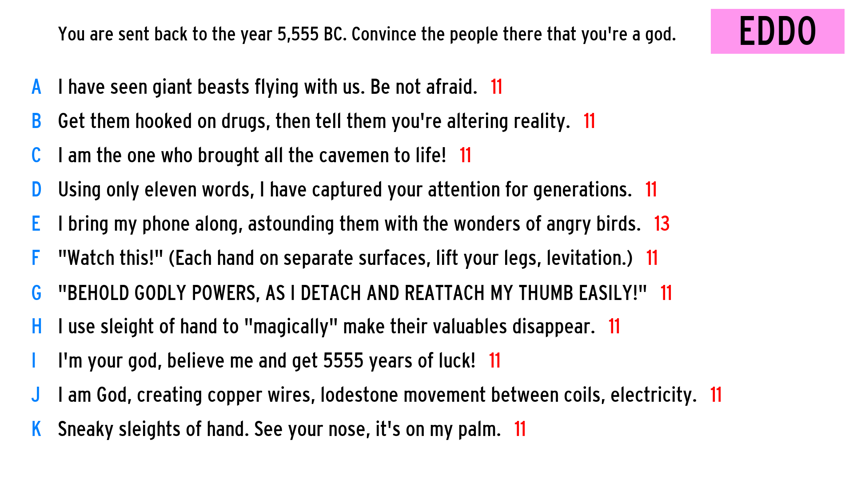 You are sent back to the year 5,555 BC. Convince the people there that you're a god.
EDDO
A I have seen giant beasts flying with us. Be not afraid. 11
B Get them hooked on drugs, then tell them you're altering reality. 11
C I am the one who brought all the cavemen to life! 11
D Using only eleven words, I have captured your attention for generations. 11
E I bring my phone along, astounding them with the wonders of angry birds. 13
F "Watch this!" (Each hand on separate surfaces, lift your legs, levitation.) 11
G "BEHOLD GODLY POWERS, AS I DETACH AND REATTACH MY THUMB EASILY!" 11
H I use sleight of hand to "magically" make their valuables disappear. 11
I I'm your god, believe me and get 5555 years of luck! 11
J I am God, creating copper wires, lodestone movement between coils, electricity. 11
K Sneaky sleights of hand. See your nose, it's on my palm. 11